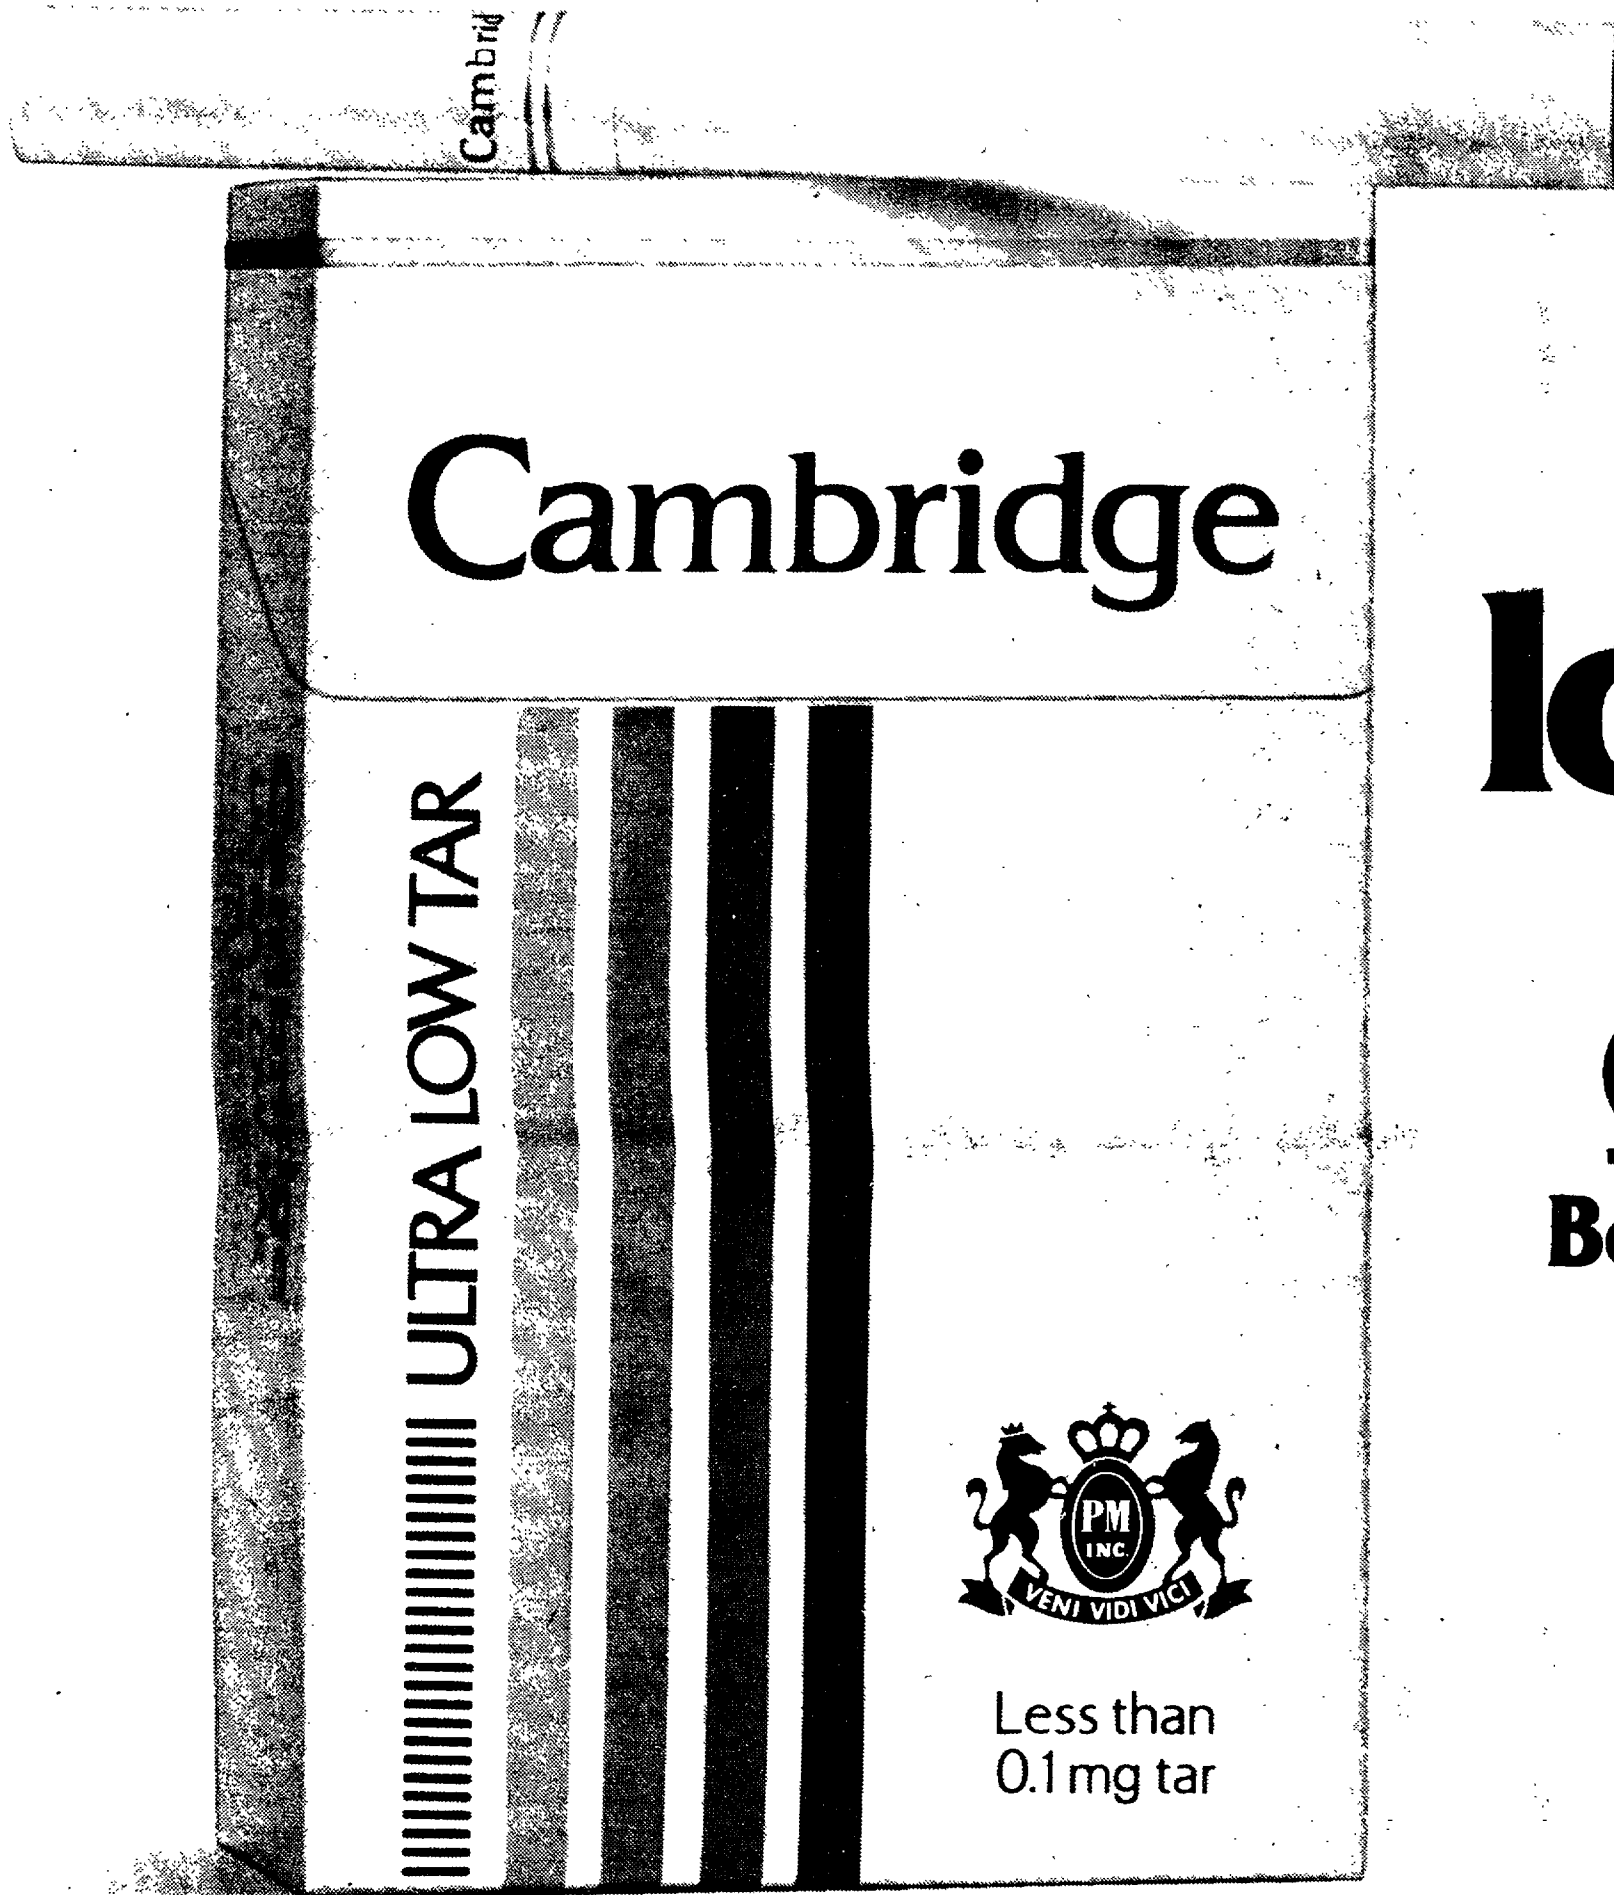 Cambrid
Cambridge
ULTRA LOW TAR
PM
INC.
VENI VIDI VICI
Less than
0.1 mg tar